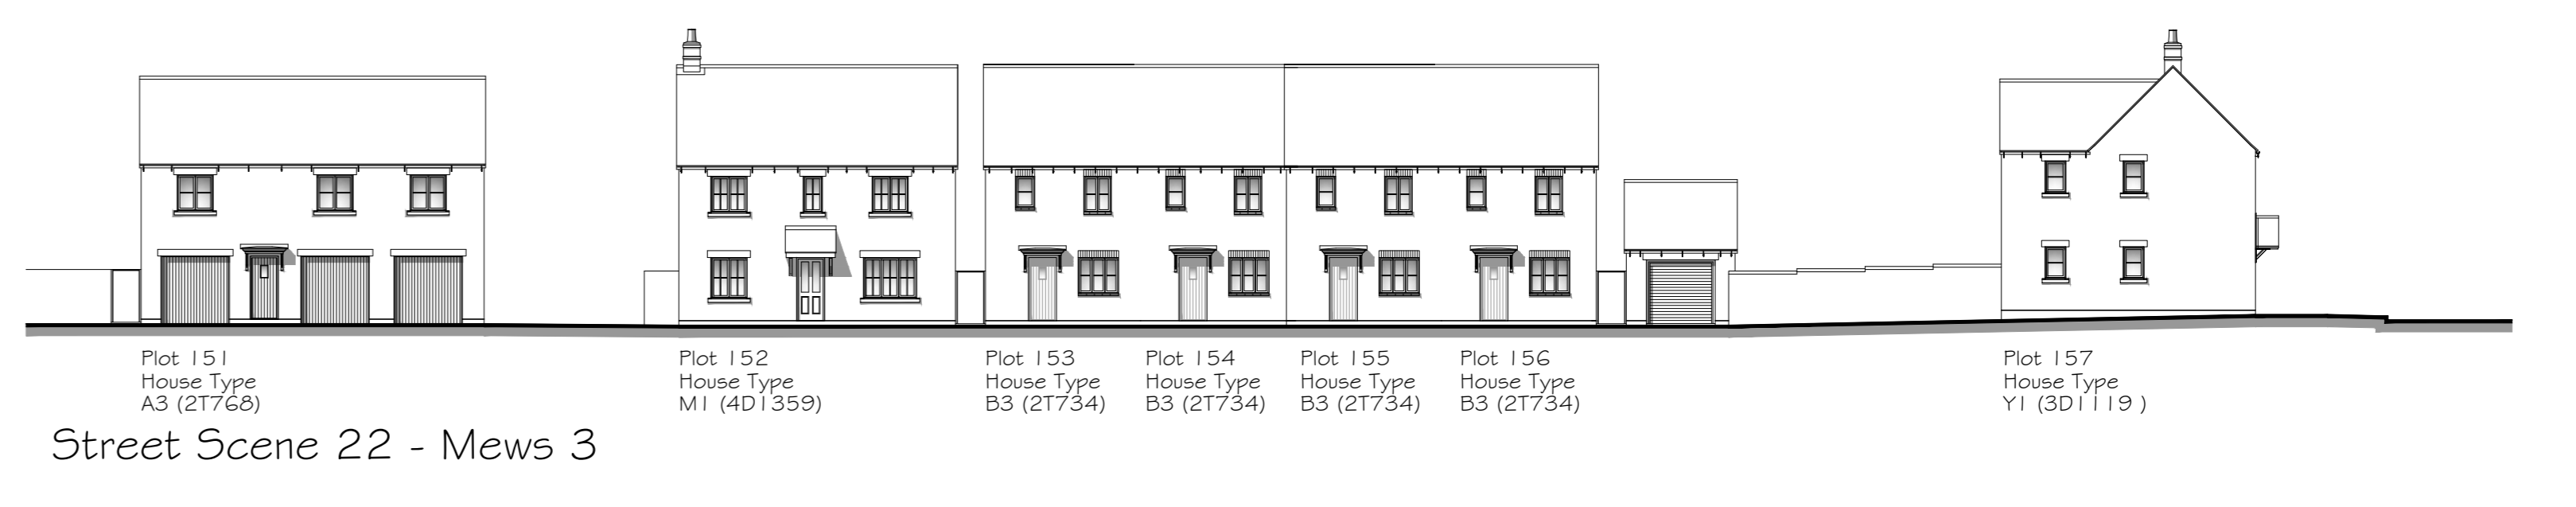 Plot 151
House Type
A3 (2T768)
Plot 152
House Type
M1 (4D1359)
Plot 153
House Type
B3 (2T734)
Plot 154
House Type
B3 (2T734)
Plot 155
House Type
B3 (2T734)
Plot 156
House Type
B3 (2T734)
Plot 157
House Type
Y1 (3D1119 )
Street Scene 22 - Mews 3